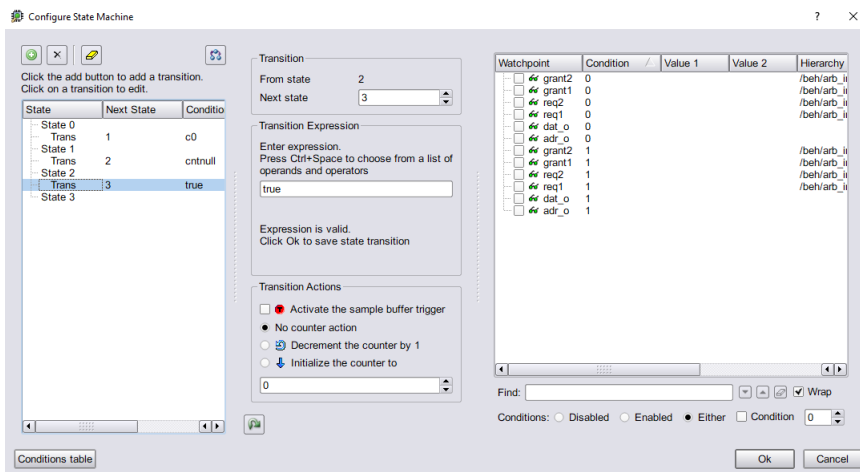 Configure State Machine
?
Click the add button to add a transition.
Click on a transition to edit.
State Next State Conditio
State 0
Trans 1 c0
State 1
Trans 2 cntnull
State 2
Trans 3 true
State 3
Conditions table
Transition
From state 2
Next state 3
Transition Expression
Enter expression.
Press Ctrl+Space to choose from a list of
operands and operators
true
Expression is valid.
Click Ok to save state transition
Transition Actions
Activate the sample buffer trigger
No counter action
Decrement the counter by 1
Initialize the counter to
0
Watchpoint Condition Value 1 Value 2 Hierarchy
grant2 0 /beh/arb_i
grant1 0 /beh/arb_i
req2 0 /beh/arb_i
req1 0 /beh/arb_i
dat_o 0
adr_o 0
grant2 1 /beh/arb_i
grant1 1 /beh/arb_i
req2 1 /beh/arb_i
req1 1 /beh/arb_i
dat_o 1
adr_o 1
Find: Wrap
Conditions: Disabled Enabled Either Condition 0
Ok Cancel